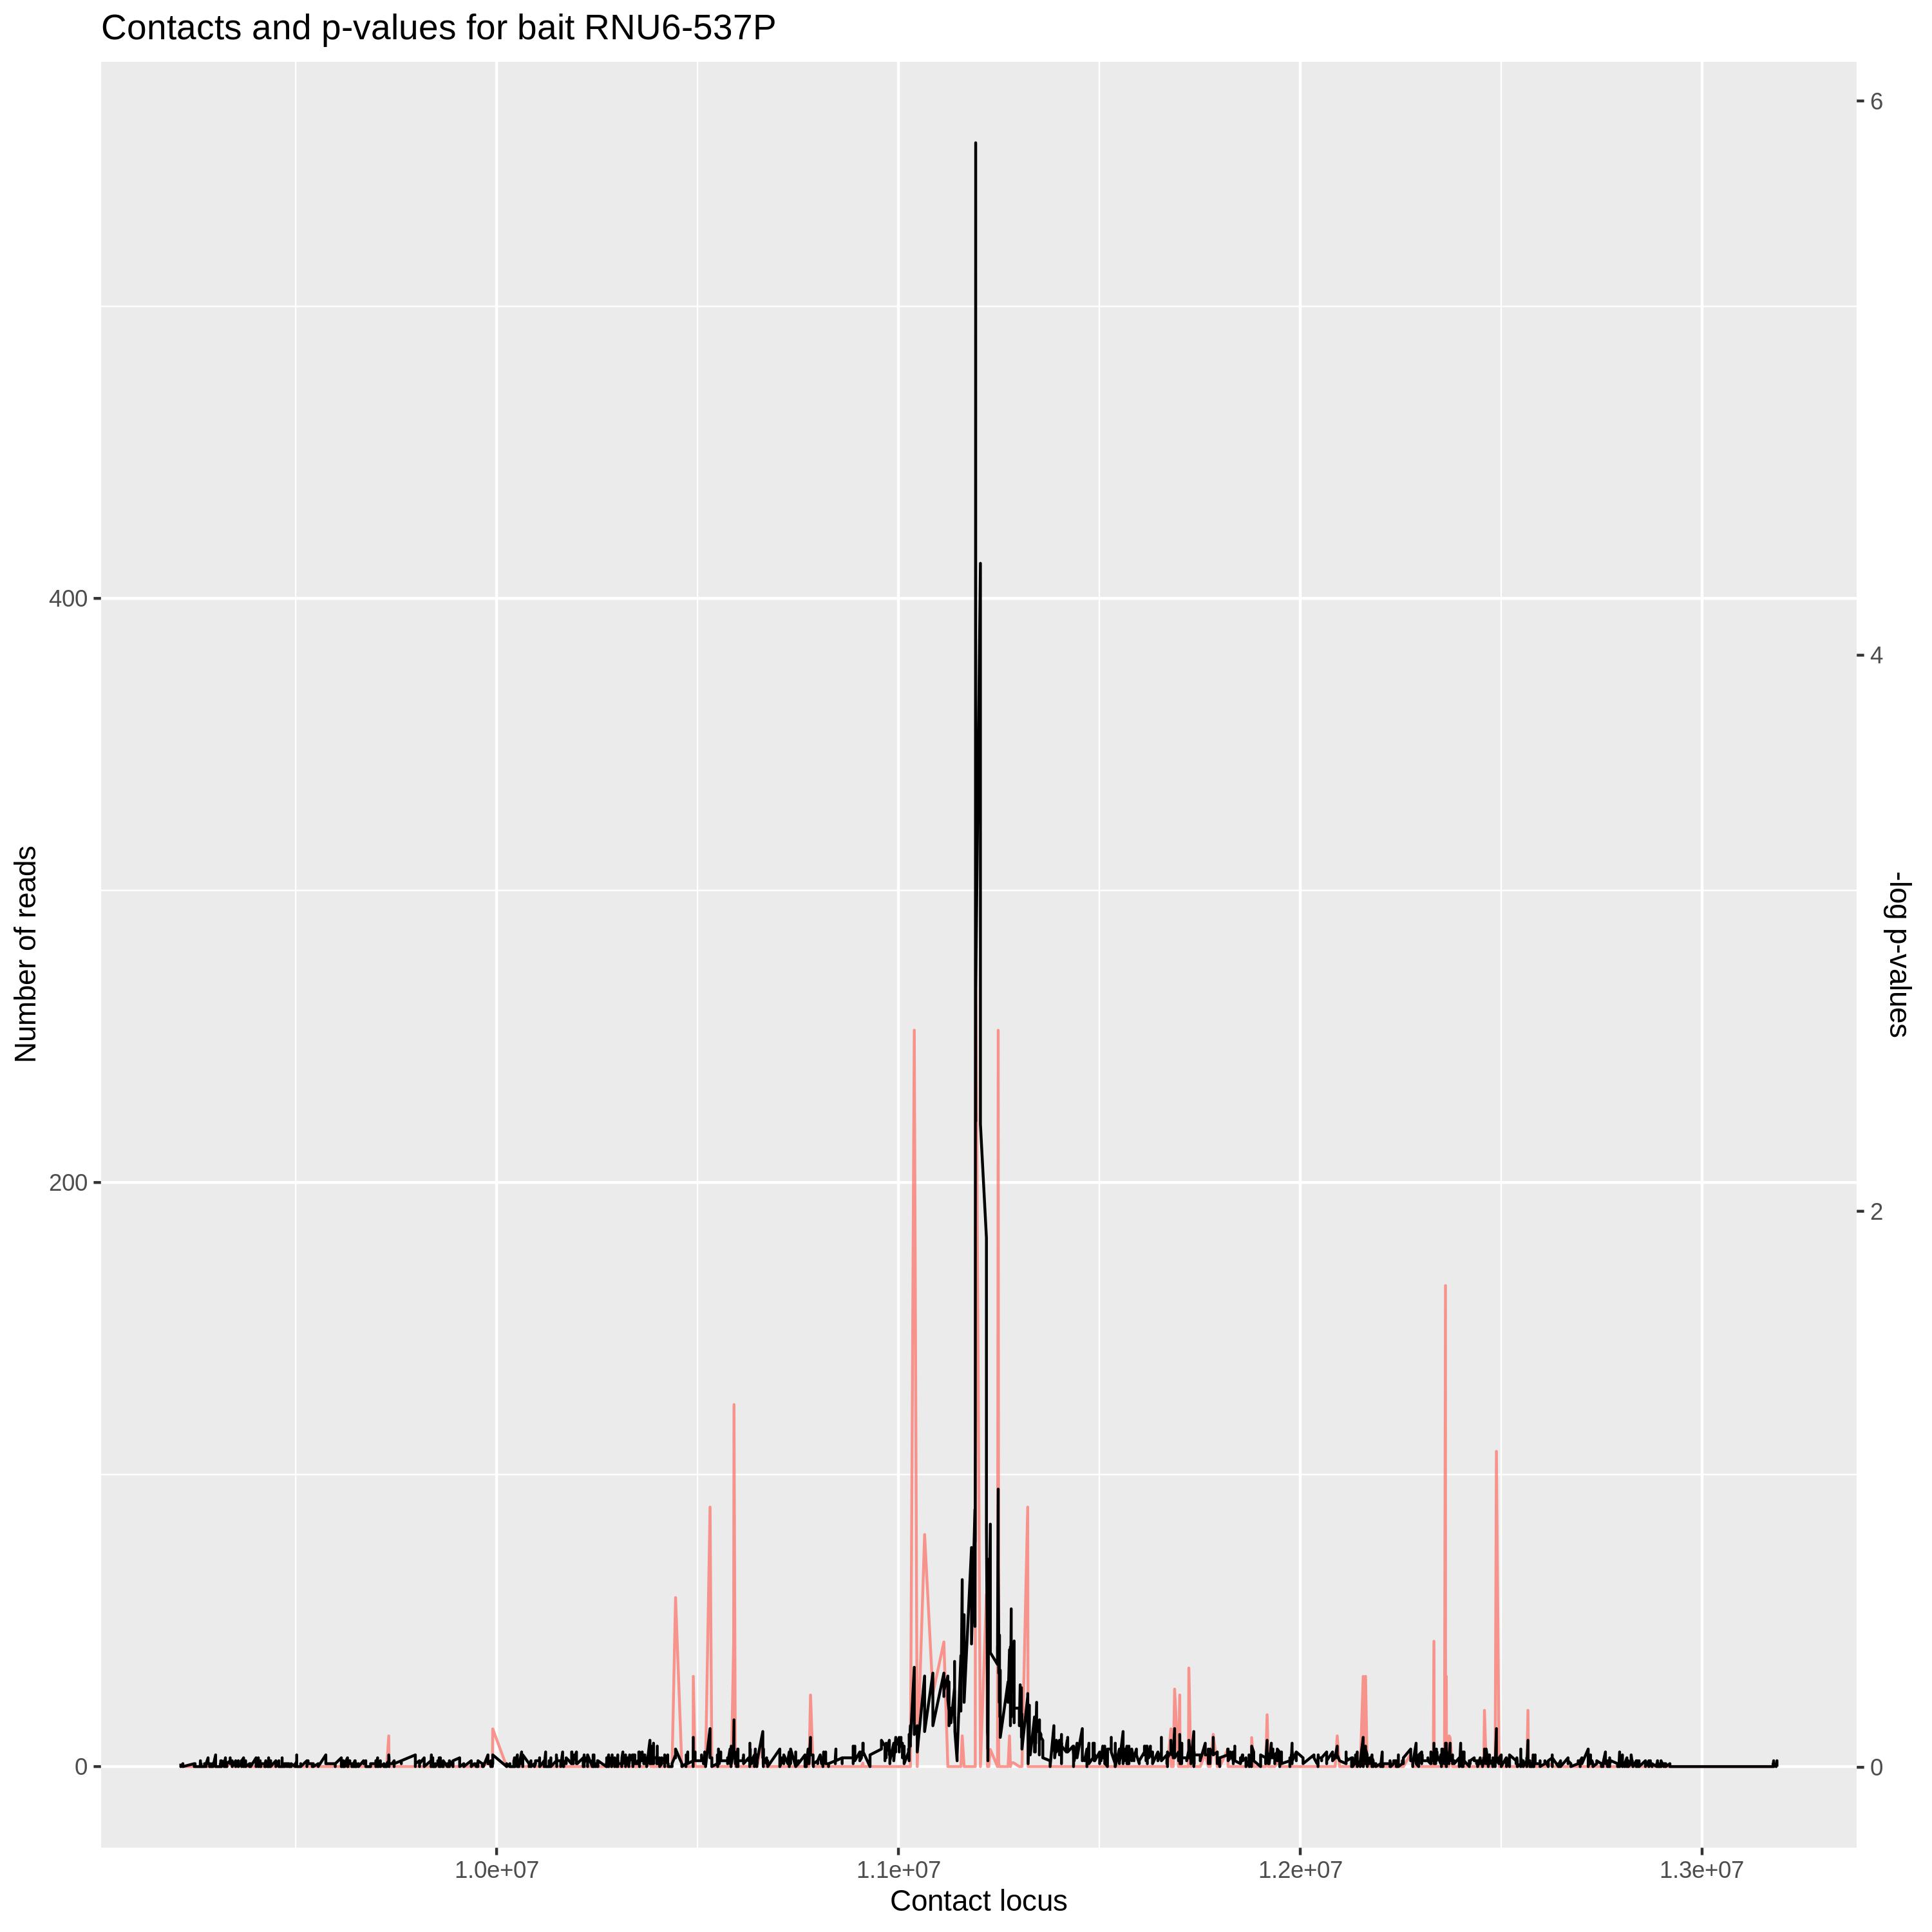 Contacts and p-values for bait RNU6-537P
6
400
4
Number of reads
-log p-values
200
2
0
0
1.0e+07
1.1e+07
1.2e+07
1.3e+07
Contact locus